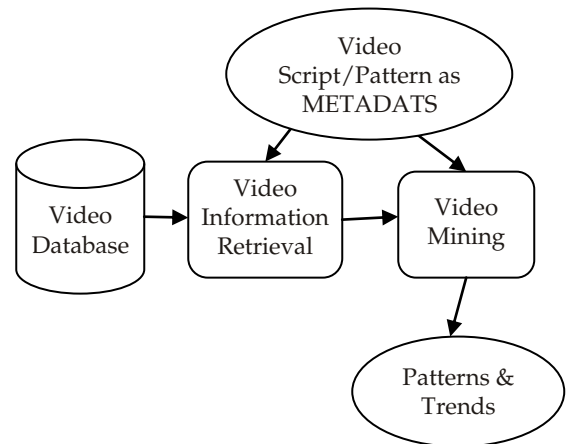 Video
Script/Pattern as
METADATS
Video
Database
Video
Information
Retrieval
Video
Mining
Patterns &
Trends